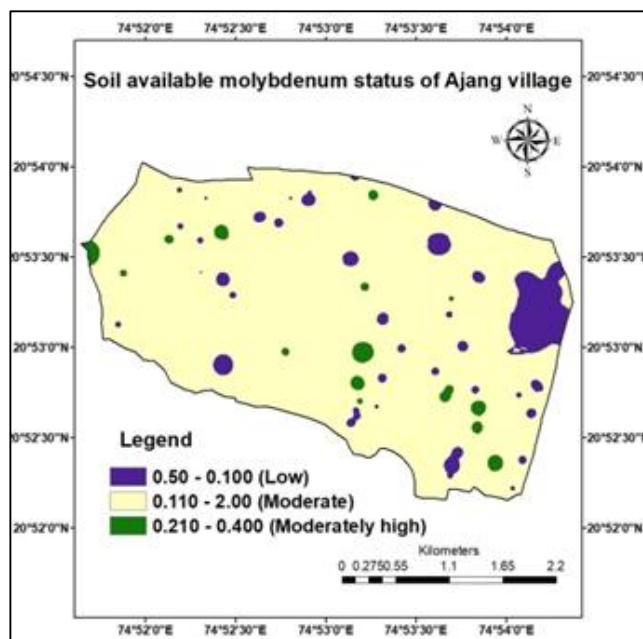 74°52'0"E 74°52'30"E 74°53'0"E 74°53'30"E 74°54'0"E
Soil available molybdenum status of Ajang village
N
W E
S
20°54'30"N 20°54'30"N
20°54'0"N 20°54'0"N
20°53'30"N 20°53'30"N
20°53'0"N 20°53'0"N
20°52'30"N 20°52'30"N
20°52'0"N 20°52'0"N
Legend
0.50 - 0.100 (Low)
0.110 - 2.00 (Moderate)
0.210 - 0.400 (Moderately high)
Kilometers
0 0.275 0.55 1.1 1.65 2.2
74°52'0"E 74°52'30"E 74°53'0"E 74°53'30"E 74°54'0"E